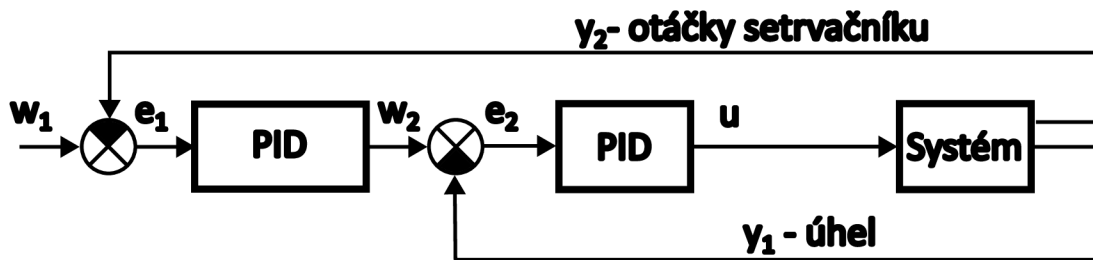 y₂- otáčky setrvačníku
w₁ e₁ PID w₂ e₂ PID u Systém
y₁ - úhel